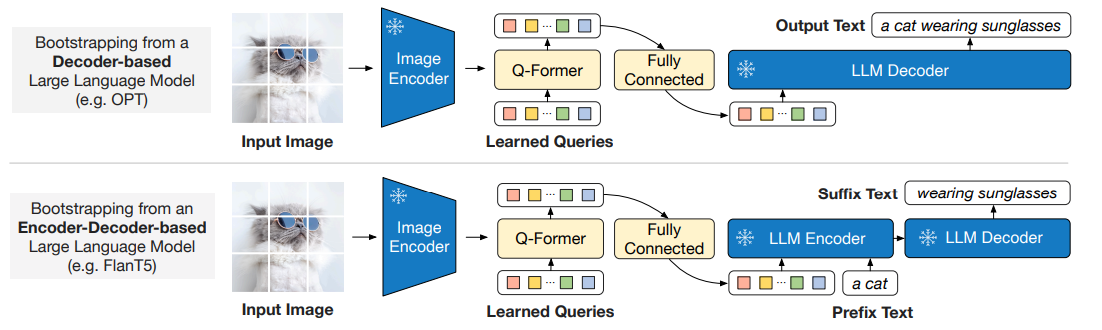 Bootstrapping from a
Decoder-based
Large Language Model
(e.g. OPT)
Input Image
Image
Encoder
...
Q-Former
...
Learned Queries
Fully
Connected
Output Text
a cat wearing sunglasses
LLM Decoder
...
Bootstrapping from an
Encoder-Decoder-based
Large Language Model
(e.g. FlanT5)
Input Image
Image
Encoder
...
Q-Former
...
Learned Queries
Fully
Connected
Suffix Text
wearing sunglasses
LLM Encoder
LLM Decoder
...
a cat
Prefix Text